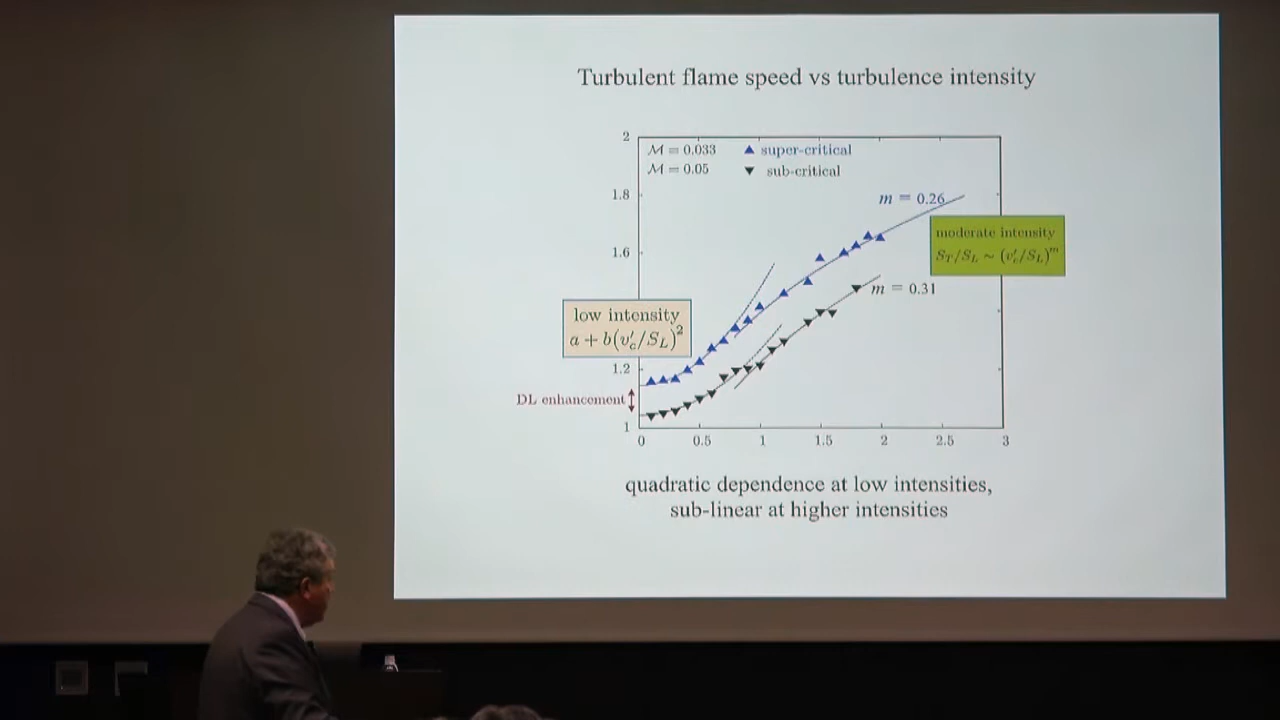 Turbulent flame speed vs turbulence intensity
2
M = 0.033 ▲ super-critical
M = 0.05 ▼ sub-critical
1.8
m = 0.26
moderate intensity
S_T/S_L ~ (v'_c/S_L)^m
1.6
m = 0.31
low intensity
a + b(v'_c/S_L)^2
1.2
DL enhancement
1
0 0.5 1 1.5 2 2.5 3
quadratic dependence at low intensities,
sub-linear at higher intensities